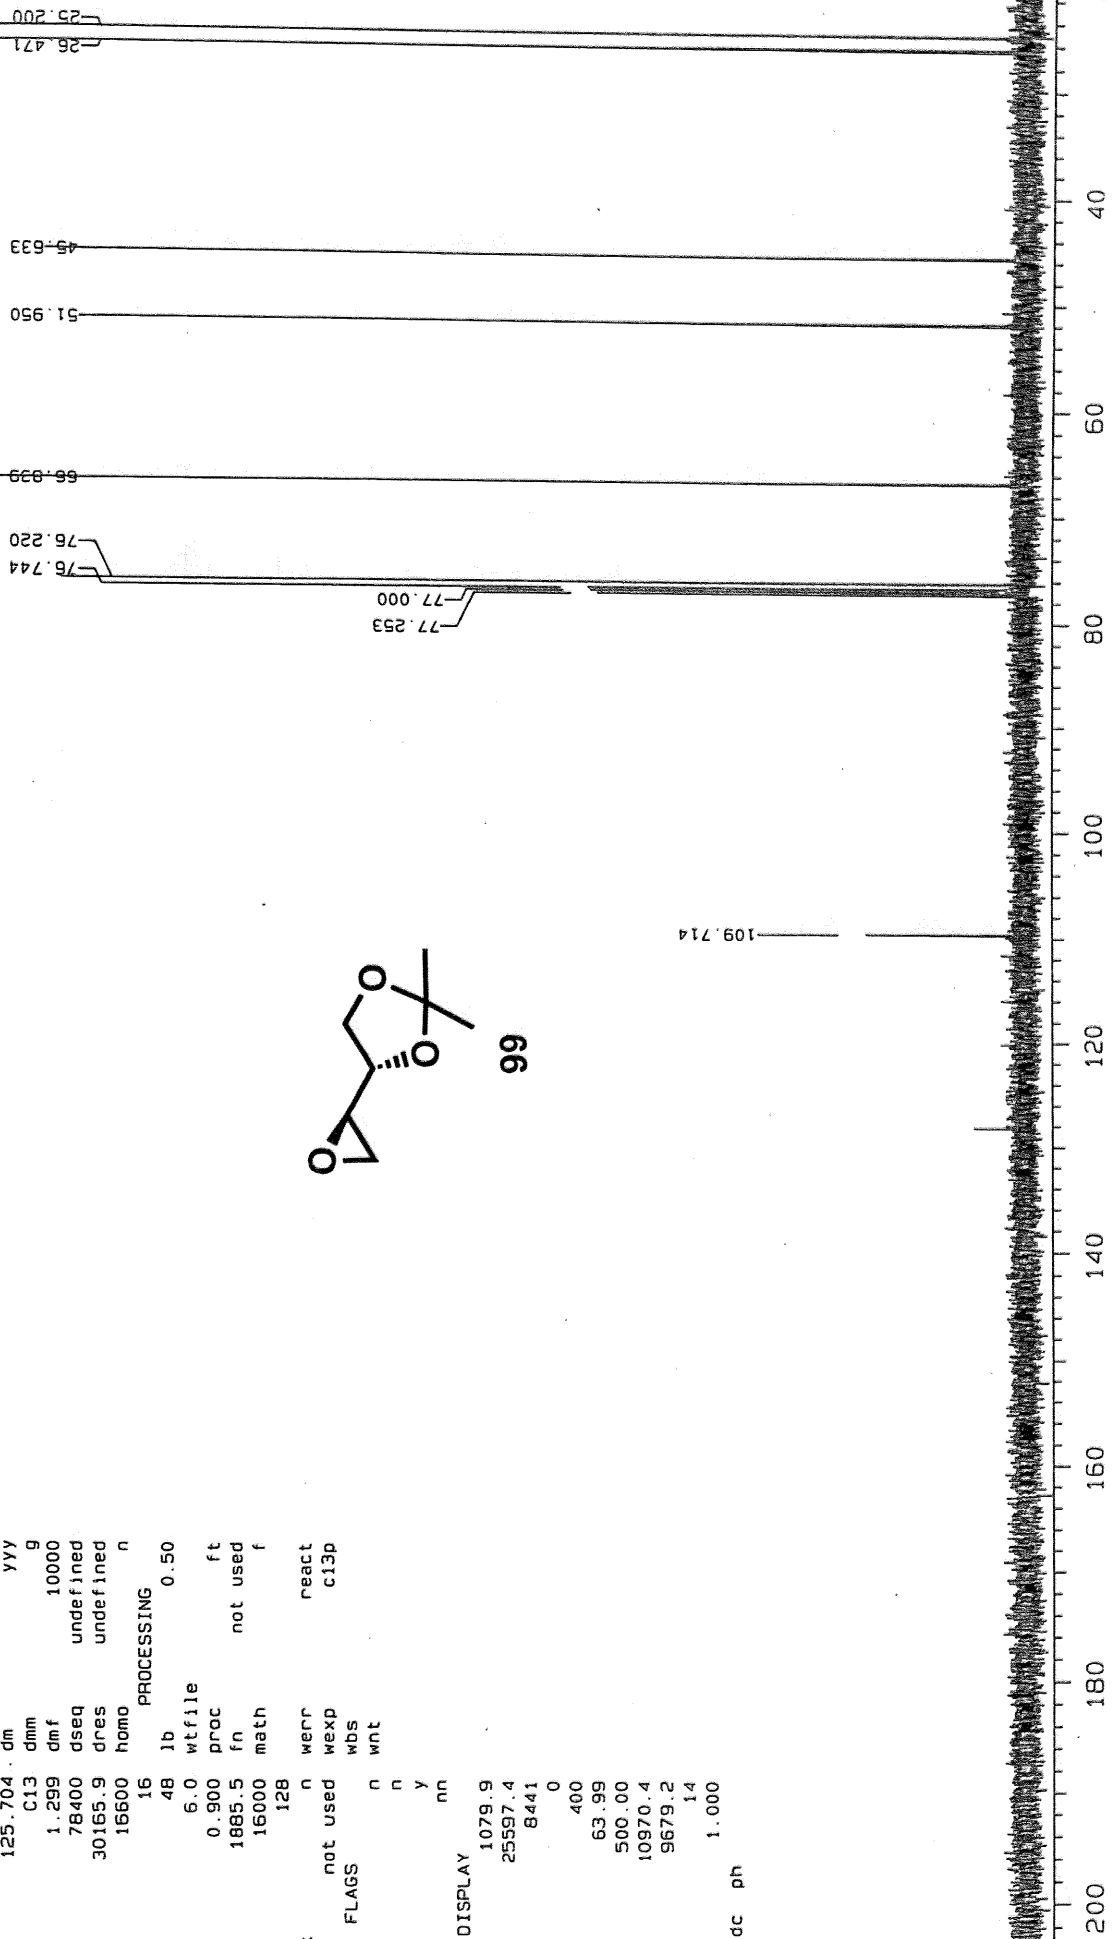 125.704 . dm yyy
C13 dmm g
1.299 dmf 10000
78400 dseq undefined
30165.9 dres undefined
16600 homo n
16 PROCESSING
48 lb 0.50
6.0 wtfile
0.900 proc ft
1885.5 fn not used
16000 math f
128
n werr react
not used wexp c13p
FLAGS wbs
n wnt
n
y
nn
DISPLAY
1079.9
25597.4
8441
0
400
63.99
500.00
10970.4
9679.2
14
1.000
dc ph
O
O
O
99
109.714
77.253
77.000
76.744
76.220
66.839
51.950
45.633
26.471
25.200
200 180 160 140 120 100 80 60 40